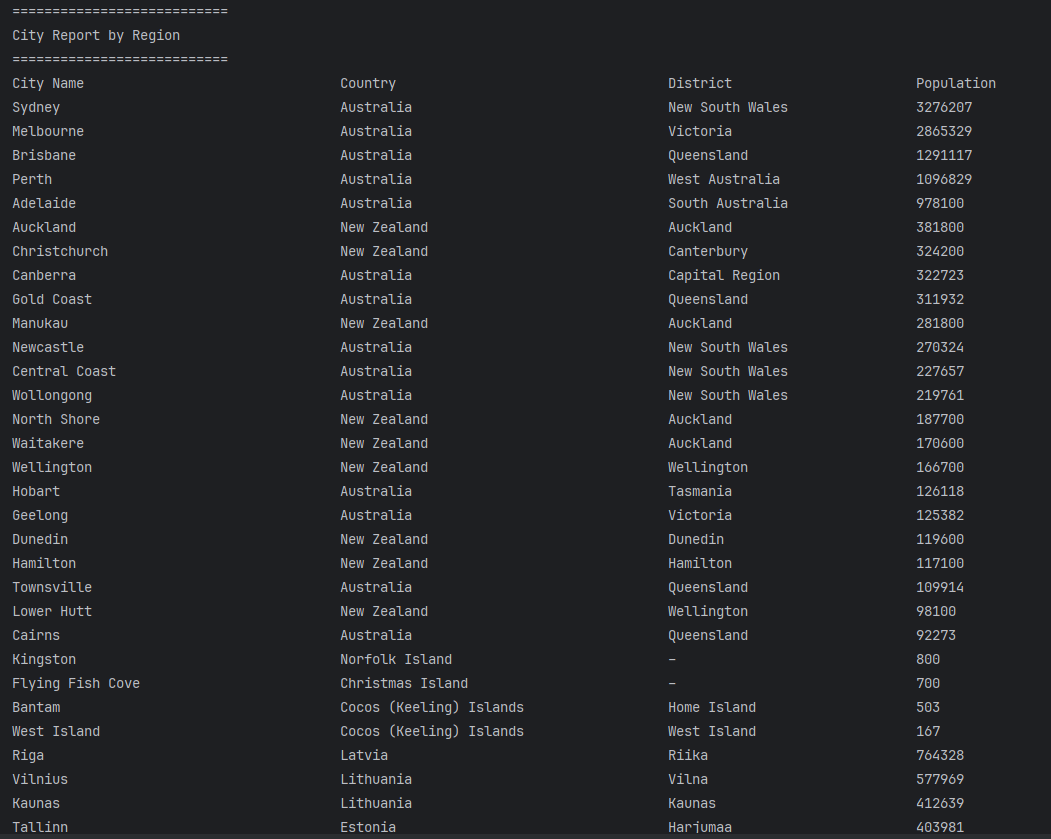 ===========================
City Report by Region
===========================
City Name Country District Population
Sydney Australia New South Wales 3276207
Melbourne Australia Victoria 2865329
Brisbane Australia Queensland 1291117
Perth Australia West Australia 1096829
Adelaide Australia South Australia 978100
Auckland New Zealand Auckland 381800
Christchurch New Zealand Canterbury 324200
Canberra Australia Capital Region 322723
Gold Coast Australia Queensland 311932
Manukau New Zealand Auckland 281800
Newcastle Australia New South Wales 270324
Central Coast Australia New South Wales 227657
Wollongong Australia New South Wales 219761
North Shore New Zealand Auckland 187700
Waitakere New Zealand Auckland 170600
Wellington New Zealand Wellington 166700
Hobart Australia Tasmania 126118
Geelong Australia Victoria 125382
Dunedin New Zealand Dunedin 119600
Hamilton New Zealand Hamilton 117100
Townsville Australia Queensland 109914
Lower Hutt New Zealand Wellington 98100
Cairns Australia Queensland 92273
Kingston Norfolk Island – 800
Flying Fish Cove Christmas Island – 700
Bantam Cocos (Keeling) Islands Home Island 503
West Island Cocos (Keeling) Islands West Island 167
Riga Latvia Riika 764328
Vilnius Lithuania Vilna 577969
Kaunas Lithuania Kaunas 412639
Tallinn Estonia Harjumaa 403981